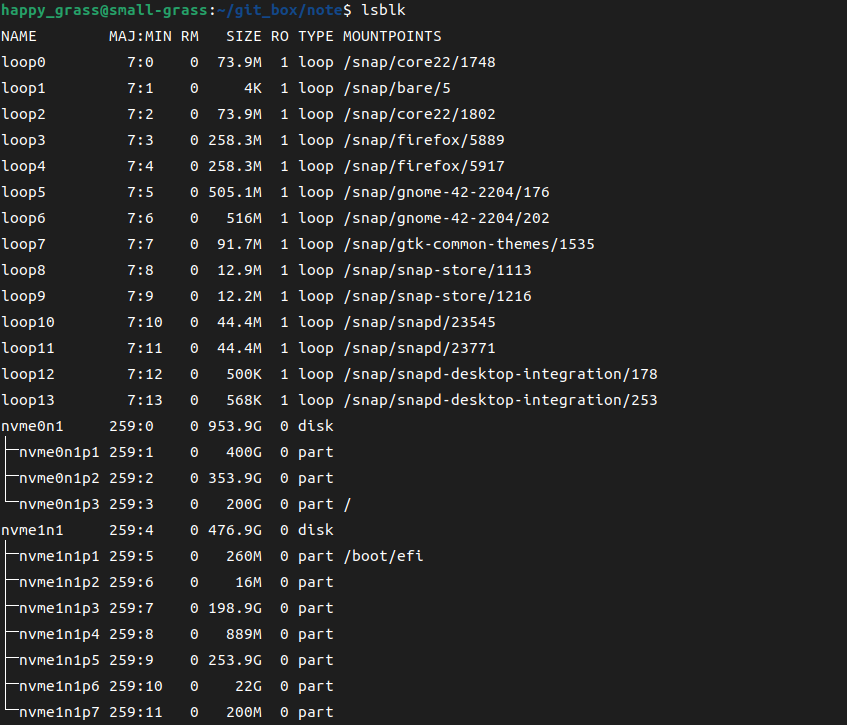 happy_grass@small-grass:~/git_box/note$ lsblk
NAME        MAJ:MIN RM   SIZE RO TYPE MOUNTPOINTS
loop0         7:0    0  73.9M  1 loop /snap/core22/1748
loop1         7:1    0     4K  1 loop /snap/bare/5
loop2         7:2    0  73.9M  1 loop /snap/core22/1802
loop3         7:3    0 258.3M  1 loop /snap/firefox/5889
loop4         7:4    0 258.3M  1 loop /snap/firefox/5917
loop5         7:5    0 505.1M  1 loop /snap/gnome-42-2204/176
loop6         7:6    0   516M  1 loop /snap/gnome-42-2204/202
loop7         7:7    0  91.7M  1 loop /snap/gtk-common-themes/1535
loop8         7:8    0  12.9M  1 loop /snap/snap-store/1113
loop9         7:9    0  12.2M  1 loop /snap/snap-store/1216
loop10        7:10   0  44.4M  1 loop /snap/snapd/23545
loop11        7:11   0  44.4M  1 loop /snap/snapd/23771
loop12        7:12   0   500K  1 loop /snap/snapd-desktop-integration/178
loop13        7:13   0   568K  1 loop /snap/snapd-desktop-integration/253
nvme0n1     259:0    0 953.9G  0 disk
├─nvme0n1p1 259:1    0   400G  0 part
├─nvme0n1p2 259:2    0 353.9G  0 part
└─nvme0n1p3 259:3    0   200G  0 part /
nvme1n1     259:4    0 476.9G  0 disk
├─nvme1n1p1 259:5    0   260M  0 part /boot/efi
├─nvme1n1p2 259:6    0    16M  0 part
├─nvme1n1p3 259:7    0 198.9G  0 part
├─nvme1n1p4 259:8    0   889M  0 part
├─nvme1n1p5 259:9    0 253.9G  0 part
├─nvme1n1p6 259:10   0    22G  0 part
└─nvme1n1p7 259:11   0   200M  0 part